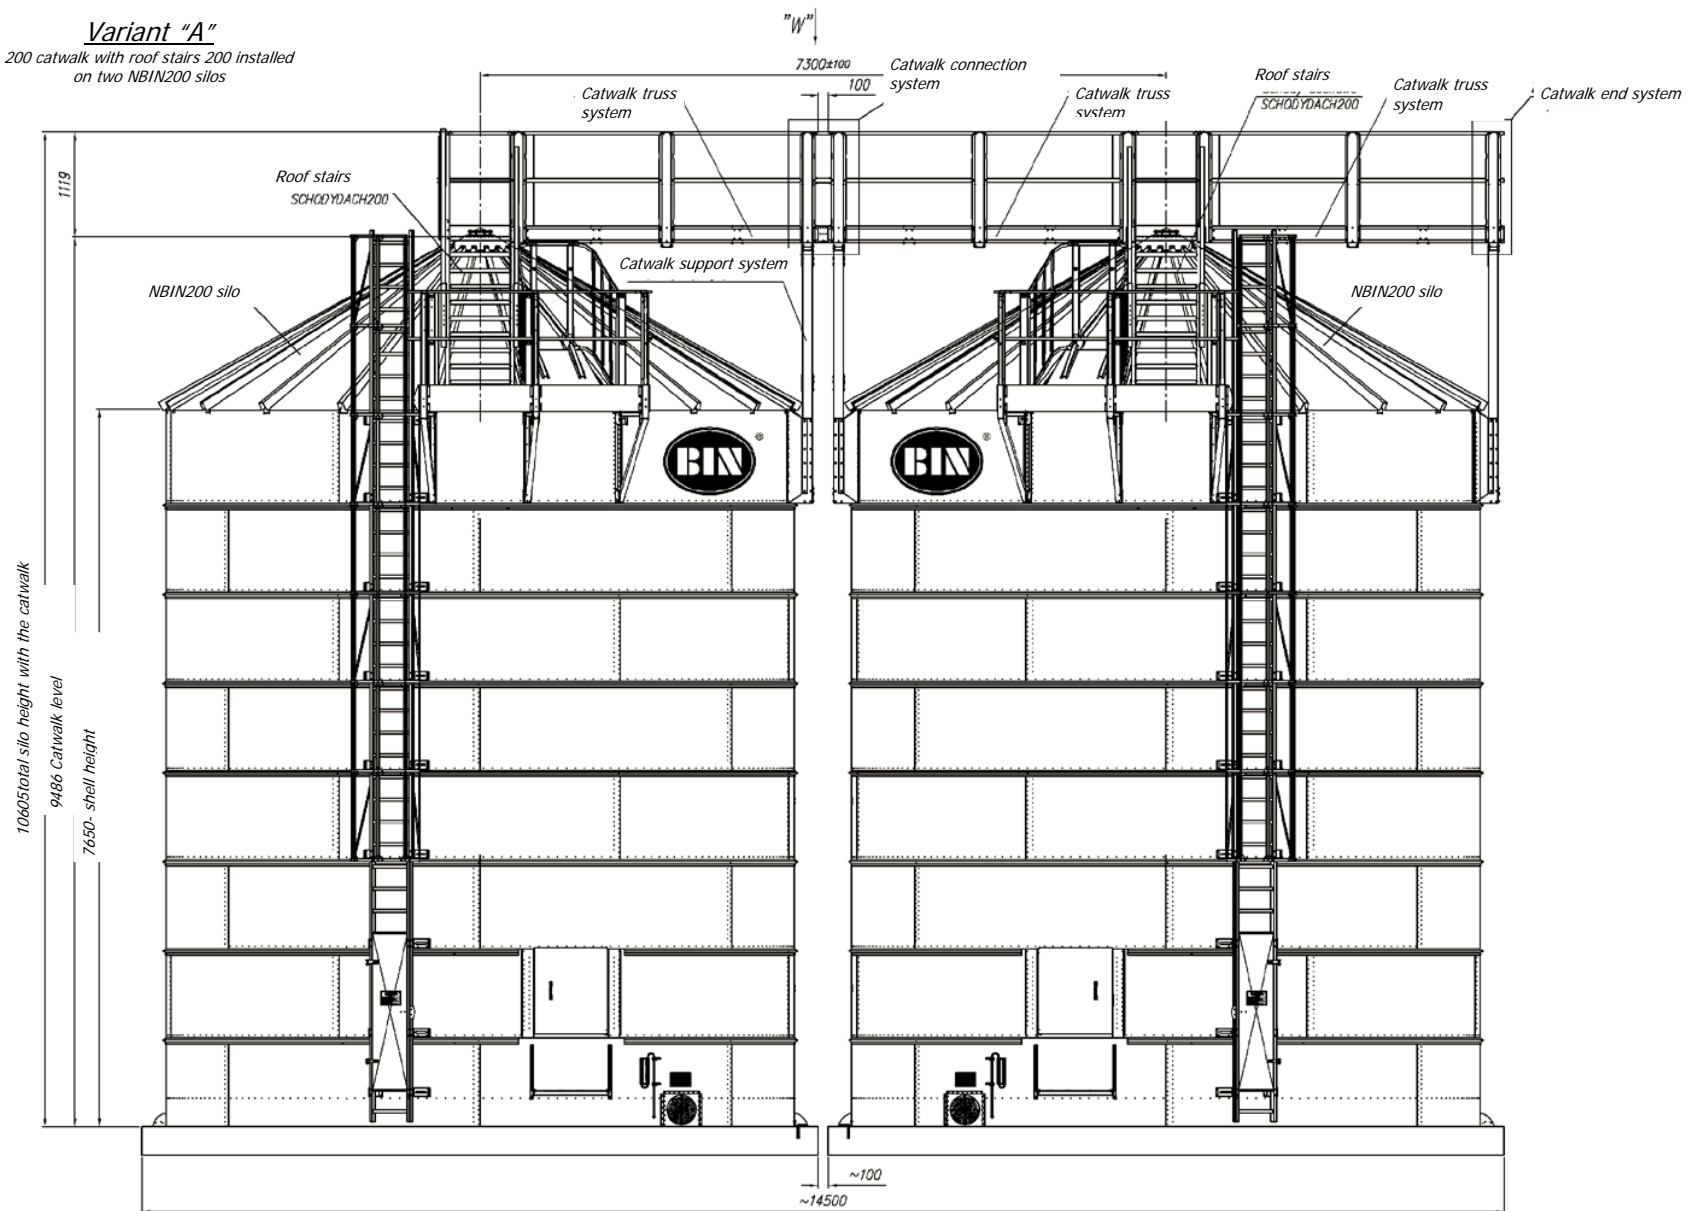 Variant "A"
200 catwalk with roof stairs 200 installed
on two NBIN200 silos
"W"
7300±100
100
Catwalk connection
system
Catwalk truss
system
Catwalk truss
system
Roof stairs
SCHODYDACH200
Catwalk truss
system
Catwalk end system
1119
Roof stairs
SCHODYDACH200
Catwalk support system
NBIN200 silo
NBIN200 silo
BIN
®
BIN
®
10605total silo height with the catwalk
9486 Catwalk level
7650- shell height
~100
~14500